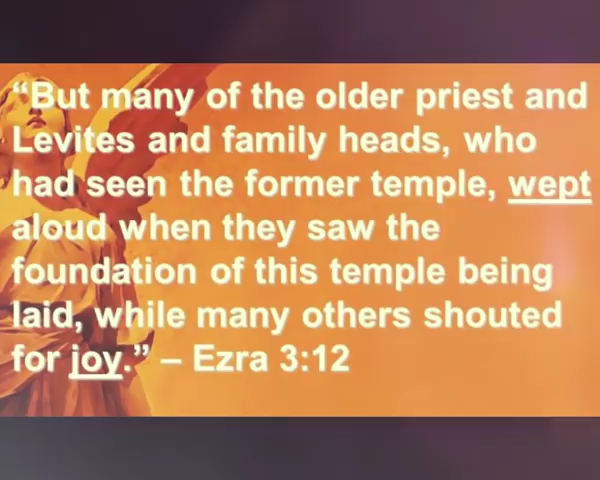 “But many of the older priest and
Levites and family heads, who
had seen the former temple, wept
aloud when they saw the
foundation of this temple being
laid, while many others shouted
for joy.” – Ezra 3:12